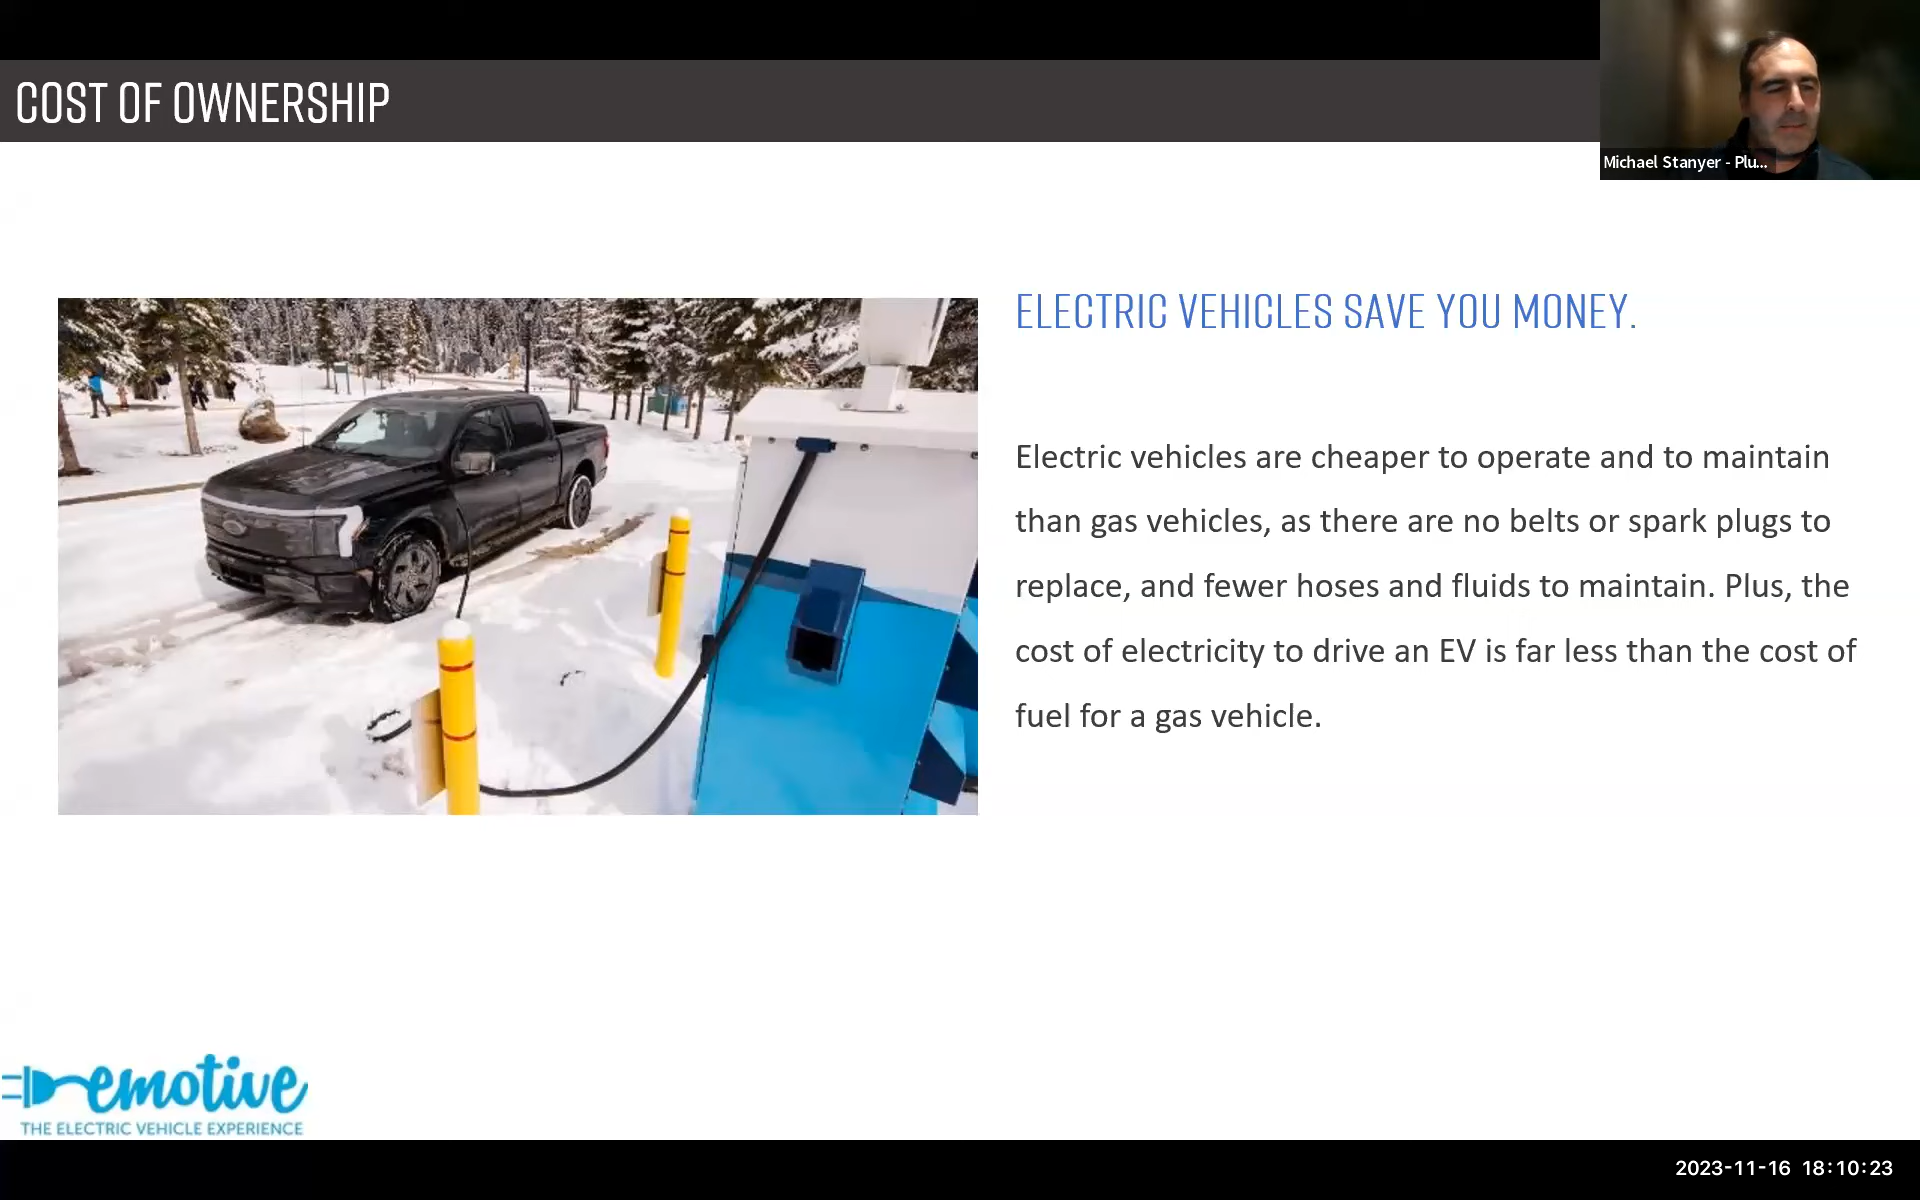 COST OF OWNERSHIP
Michael Stanyer - Plu...
ELECTRIC VEHICLES SAVE YOU MONEY.
Electric vehicles are cheaper to operate and to maintain
than gas vehicles, as there are no belts or spark plugs to
replace, and fewer hoses and fluids to maintain. Plus, the
cost of electricity to drive an EV is far less than the cost of
fuel for a gas vehicle.
emotive
THE ELECTRIC VEHICLE EXPERIENCE
2023-11-16 18:10:23